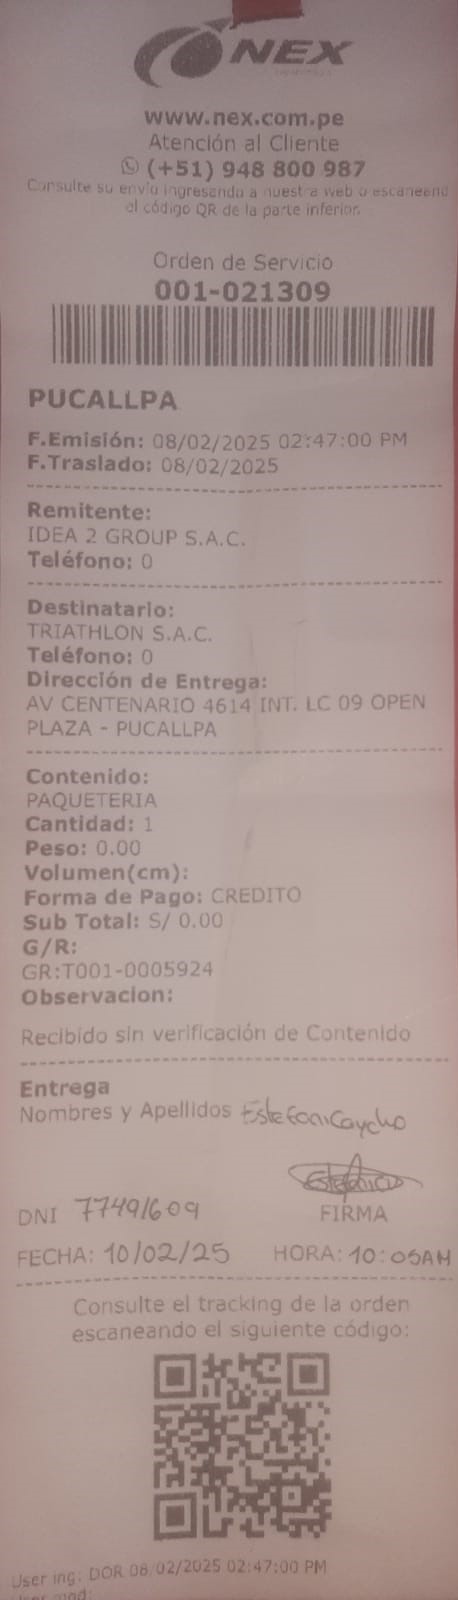 NEX
www.nex.com.pe
Atención al Cliente
(+51) 948 800 987
Consulte su envío ingresando a nuestra web o escaneend
el código QR de la parte inferior.
Orden de Servicio
001-021309
PUCALLPA
F.Emisión: 08/02/2025 02:47:00 PM
F.Traslado: 08/02/2025
Remitente:
IDEA 2 GROUP S.A.C.
Teléfono: 0
Destinatario:
TRIATHLON S.A.C.
Teléfono: 0
Dirección de Entrega:
AV CENTENARIO 4614 INT. LC 09 OPEN
PLAZA - PUCALLPA
Contenido:
PAQUETERIA
Cantidad: 1
Peso: 0.00
Volumen(cm):
Forma de Pago: CREDITO
Sub Total: S/ 0.00
G/R:
GR:T001-0005924
Observacion:
Recibido sin verificación de Contenido
Entrega
Nombres y Apellidos Estefani Caycho
DNI 77491609
FIRMA
FECHA: 10/02/25 HORA: 10:05AM
Consulte el tracking de la orden
escaneando el siguiente código:
User ing: DOR 08/02/2025 02:47:00 PM